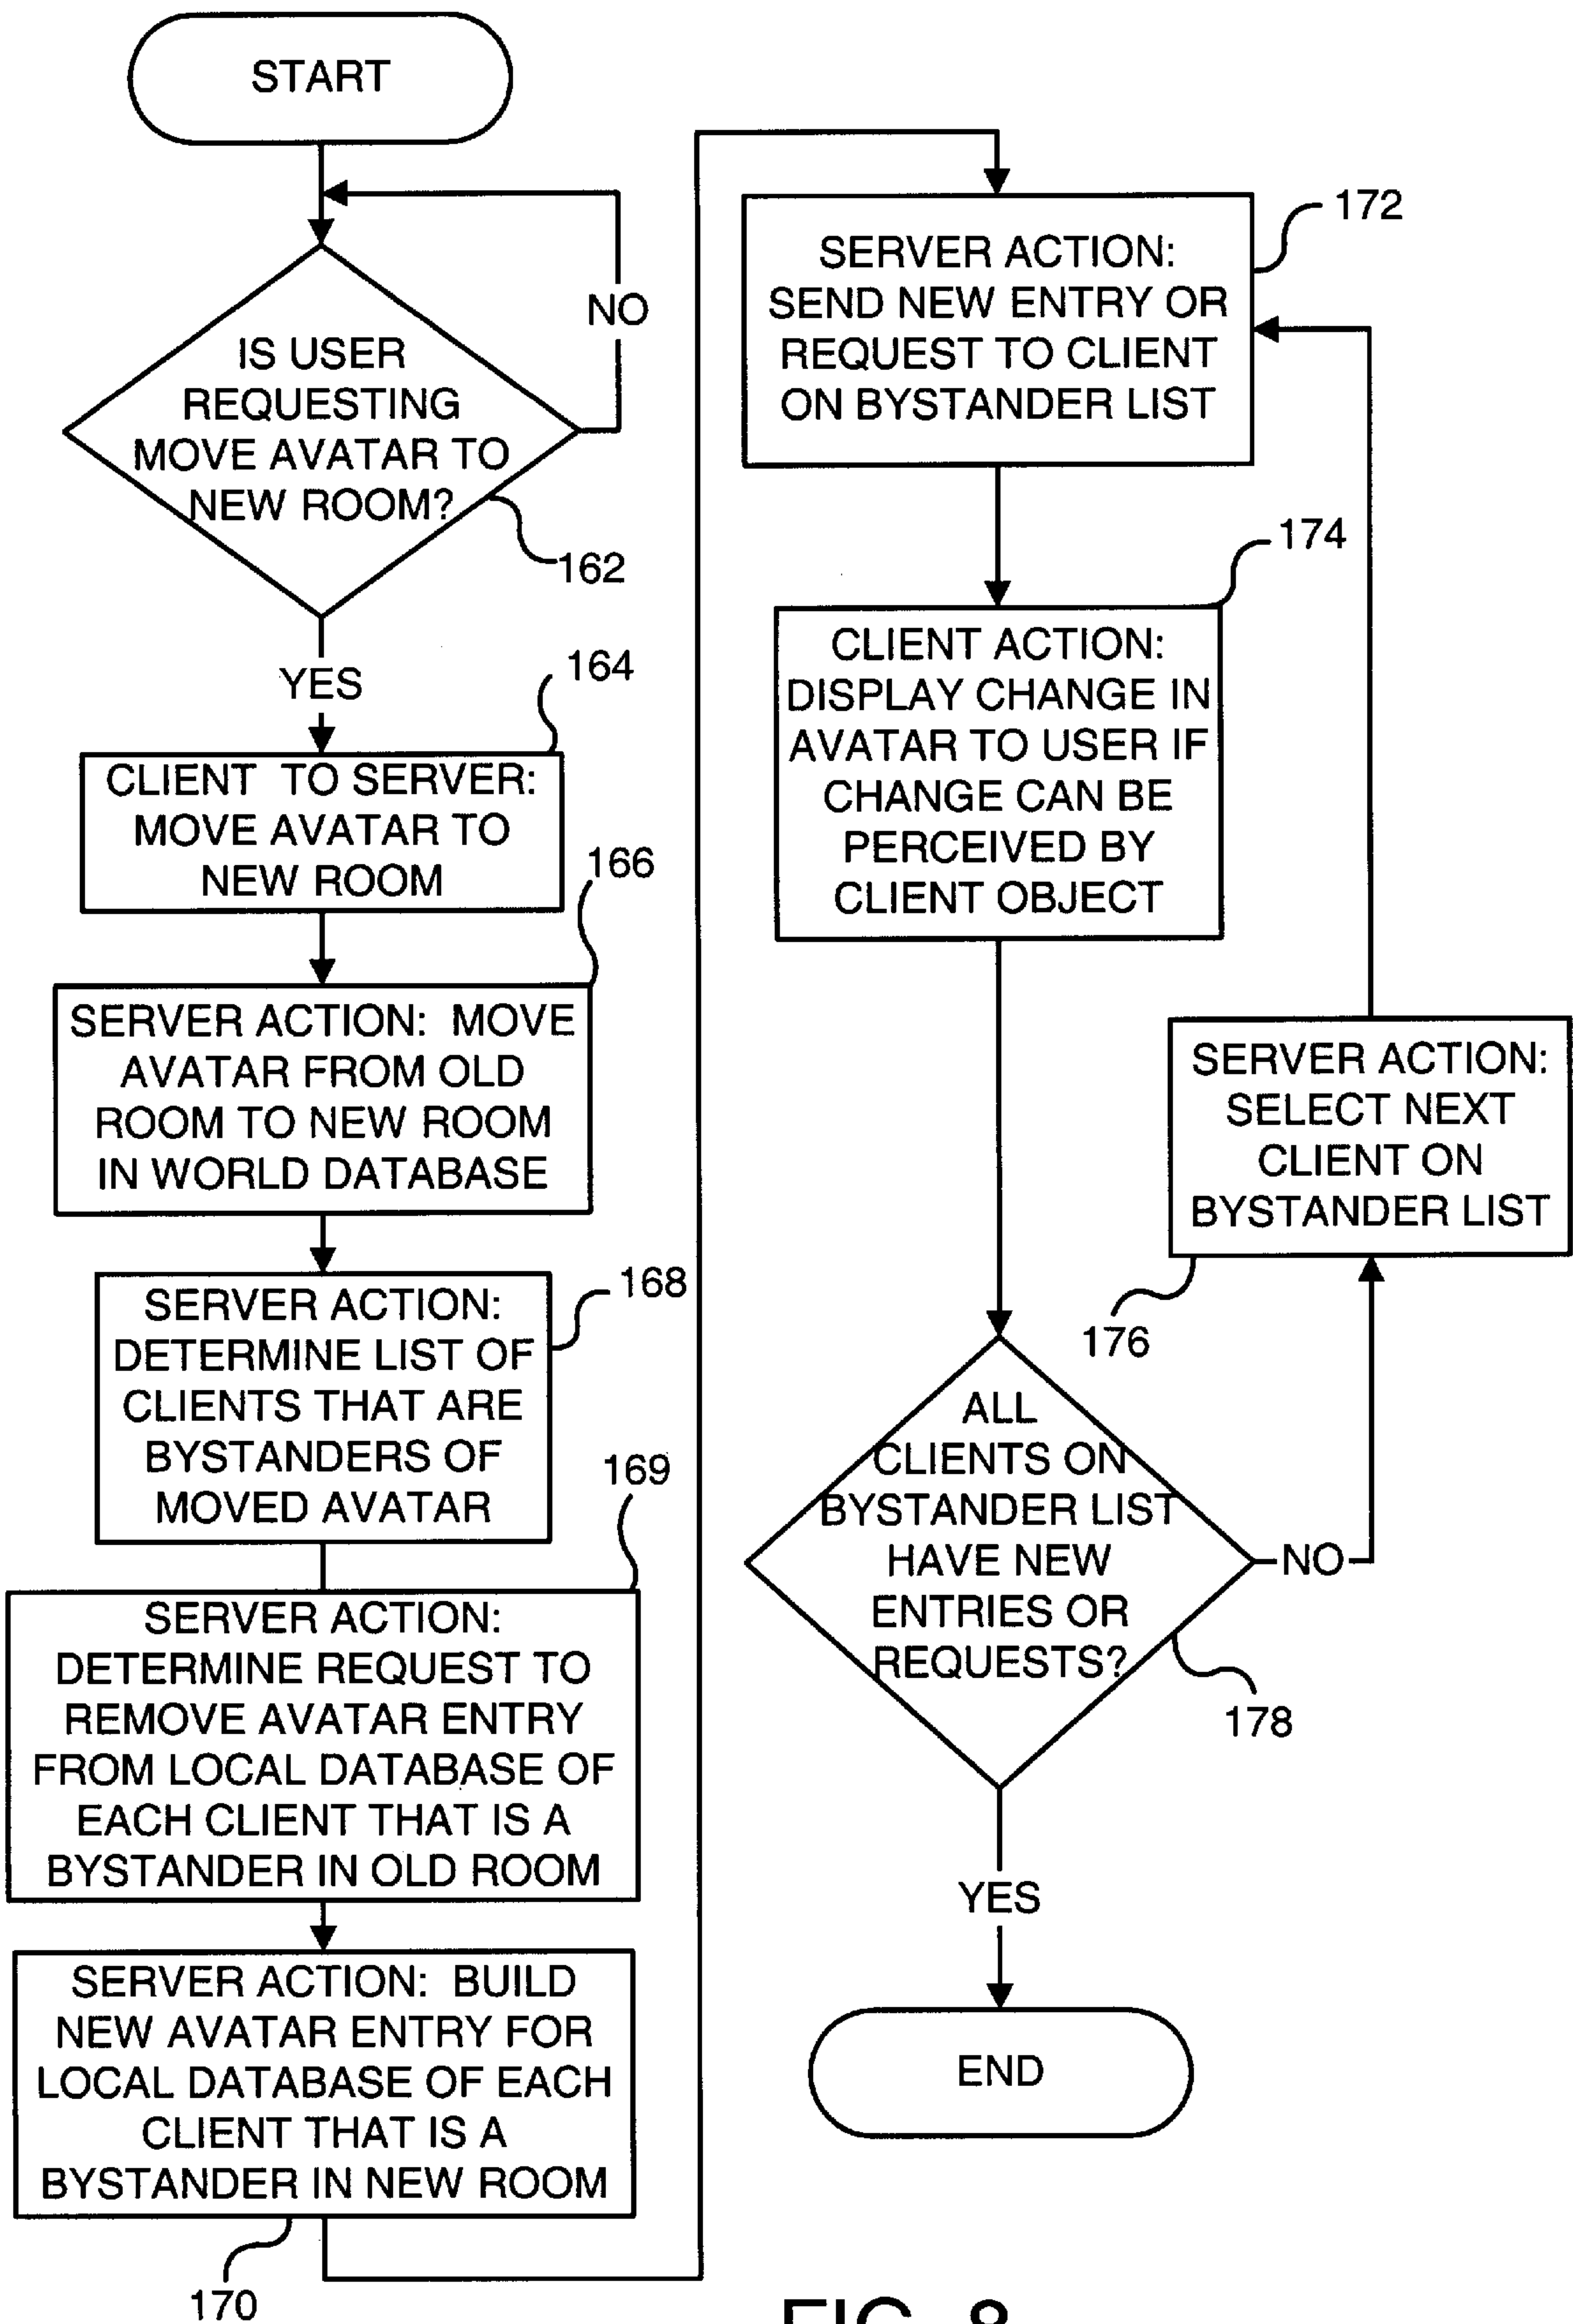 START
IS USER
REQUESTING
MOVE AVATAR TO
NEW ROOM?
NO
162
YES
164
CLIENT TO SERVER:
MOVE AVATAR TO
NEW ROOM
166
SERVER ACTION: MOVE
AVATAR FROM OLD
ROOM TO NEW ROOM
IN WORLD DATABASE
168
SERVER ACTION:
DETERMINE LIST OF
CLIENTS THAT ARE
BYSTANDERS OF
MOVED AVATAR
169
SERVER ACTION:
DETERMINE REQUEST TO
REMOVE AVATAR ENTRY
FROM LOCAL DATABASE OF
EACH CLIENT THAT IS A
BYSTANDER IN OLD ROOM
SERVER ACTION: BUILD
NEW AVATAR ENTRY FOR
LOCAL DATABASE OF EACH
CLIENT THAT IS A
BYSTANDER IN NEW ROOM
170
172
SERVER ACTION:
SEND NEW ENTRY OR
REQUEST TO CLIENT
ON BYSTANDER LIST
174
CLIENT ACTION:
DISPLAY CHANGE IN
AVATAR TO USER IF
CHANGE CAN BE
PERCEIVED BY
CLIENT OBJECT
SERVER ACTION:
SELECT NEXT
CLIENT ON
BYSTANDER LIST
176
ALL
CLIENTS ON
BYSTANDER LIST
HAVE NEW
ENTRIES OR
REQUESTS?
NO
178
YES
END
FIG. 8